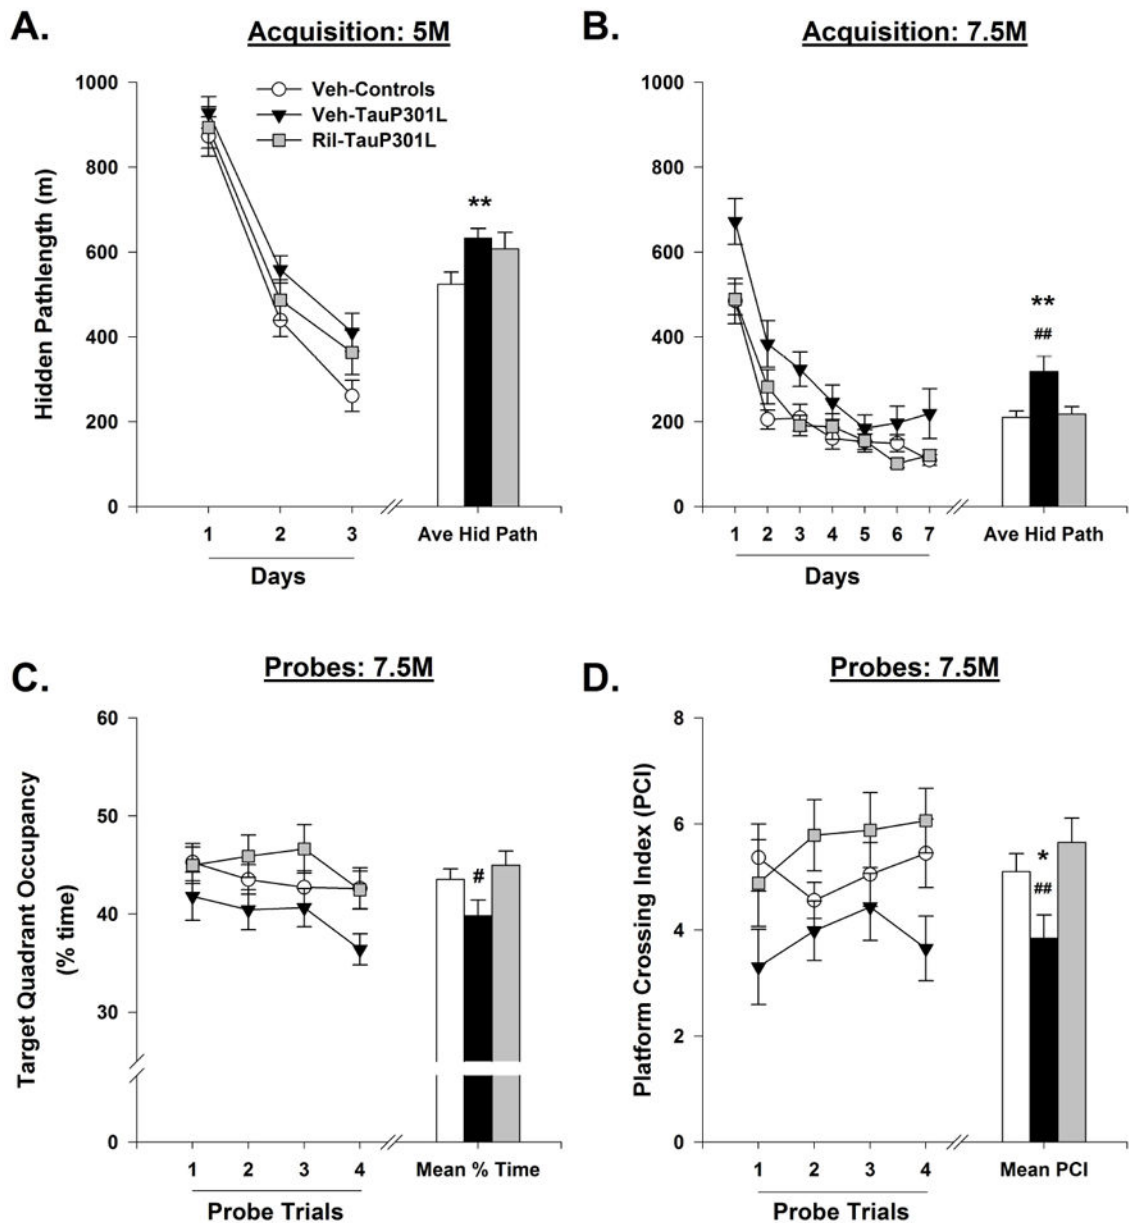 A.
Acquisition: 5M
Hidden Pathlength (m)
1000
800
600
400
200
0
Veh-Controls
Veh-TauP301L
Ril-TauP301L
**
1 2 3
Ave Hid Path
Days
B.
Acquisition: 7.5M
1000
800
600
400
200
0
**
##
1 2 3 4 5 6 7
Ave Hid Path
Days
C.
Probes: 7.5M
Target Quadrant Occupancy
(% time)
60
50
40
30
0
#
1 2 3 4
Mean % Time
Probe Trials
D.
Probes: 7.5M
Platform Crossing Index (PCI)
8
6
4
2
0
*
##
1 2 3 4
Mean PCI
Probe Trials